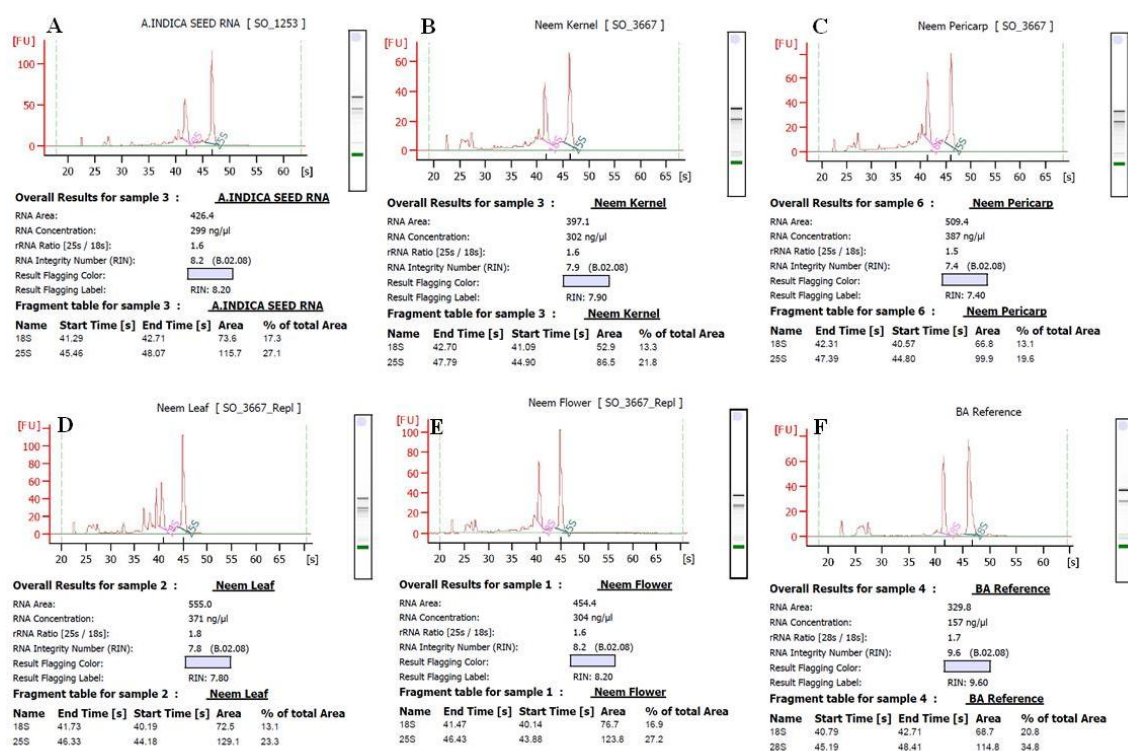 A
A.INDICA SEED RNA [ SO_1253 ]
[FU]
100
50
0
18S
25S
20 25 30 35 40 45 50 55 60 [s]
Overall Results for sample 3 : A.INDICA SEED RNA
RNA Area: 426.4
RNA Concentration: 299 ng/µl
rRNA Ratio [25s / 18s]: 1.6
RNA Integrity Number (RIN): 8.2 (B.02.08)
Result Flagging Color:
Result Flagging Label: RIN: 8.20
Fragment table for sample 3 : A.INDICA SEED RNA
Name Start Time [s] End Time [s] Area % of total Area
18S 41.29 42.71 73.6 17.3
25S 45.46 48.07 115.7 27.1
B
Neem Kernel [ SO_3667 ]
[FU]
60
40
20
0
18S
25S
20 25 30 35 40 45 50 55 60 65 [s]
Overall Results for sample 3 : Neem Kernel
RNA Area: 397.1
RNA Concentration: 302 ng/µl
rRNA Ratio [25s / 18s]: 1.6
RNA Integrity Number (RIN): 7.9 (B.02.08)
Result Flagging Color:
Result Flagging Label: RIN: 7.90
Fragment table for sample 3 : Neem Kernel
Name Start Time [s] End Time [s] Area % of total Area
18S 42.70 41.09 52.9 13.3
25S 47.79 44.90 86.5 21.8
C
Neem Pericarp [ SO_3667 ]
[FU]
60
40
20
0
18S
25S
20 25 30 35 40 45 50 55 60 65 [s]
Overall Results for sample 6 : Neem Pericarp
RNA Area: 509.4
RNA Concentration: 387 ng/µl
rRNA Ratio [25s / 18s]: 1.5
RNA Integrity Number (RIN): 7.4 (B.02.08)
Result Flagging Color:
Result Flagging Label: RIN: 7.40
Fragment table for sample 6 : Neem Pericarp
Name Start Time [s] End Time [s] Area % of total Area
18S 42.31 40.57 66.8 13.1
25S 47.39 44.80 99.9 19.6
D
Neem Leaf [ SO_3667_Repl ]
[FU]
120
100
80
60
40
20
0
18S
25S
20 25 30 35 40 45 50 55 60 65 70 [s]
Overall Results for sample 2 : Neem Leaf
RNA Area: 555.0
RNA Concentration: 371 ng/µl
rRNA Ratio [25s / 18s]: 1.8
RNA Integrity Number (RIN): 7.8 (B.02.08)
Result Flagging Color:
Result Flagging Label: RIN: 7.80
Fragment table for sample 2 : Neem Leaf
Name End Time [s] Start Time [s] Area % of total Area
18S 41.73 40.19 72.5 13.1
25S 46.33 44.18 129.1 23.3
E
Neem Flower [ SO_3667_Repl ]
[FU]
100
80
60
40
20
0
18S
25S
20 25 30 35 40 45 50 55 60 65 70 [s]
Overall Results for sample 1 : Neem Flower
RNA Area: 454.4
RNA Concentration: 304 ng/µl
rRNA Ratio [25s / 18s]: 1.6
RNA Integrity Number (RIN): 8.2 (B.02.08)
Result Flagging Color:
Result Flagging Label: RIN: 8.20
Fragment table for sample 1 : Neem Flower
Name End Time [s] Start Time [s] Area % of total Area
18S 41.47 40.14 76.7 16.9
25S 46.43 43.88 123.8 27.2
F
BA Reference
[FU]
60
40
20
0
18S
28S
20 25 30 35 40 45 50 55 60 [s]
Overall Results for sample 4 : BA Reference
RNA Area: 329.8
RNA Concentration: 157 ng/µl
rRNA Ratio [28s / 18s]: 1.7
RNA Integrity Number (RIN): 9.6 (B.02.08)
Result Flagging Color:
Result Flagging Label: RIN: 9.60
Fragment table for sample 4 : BA Reference
Name Start Time [s] End Time [s] Area % of total Area
18S 40.79 42.71 68.7 20.8
28S 45.19 48.41 114.8 34.8